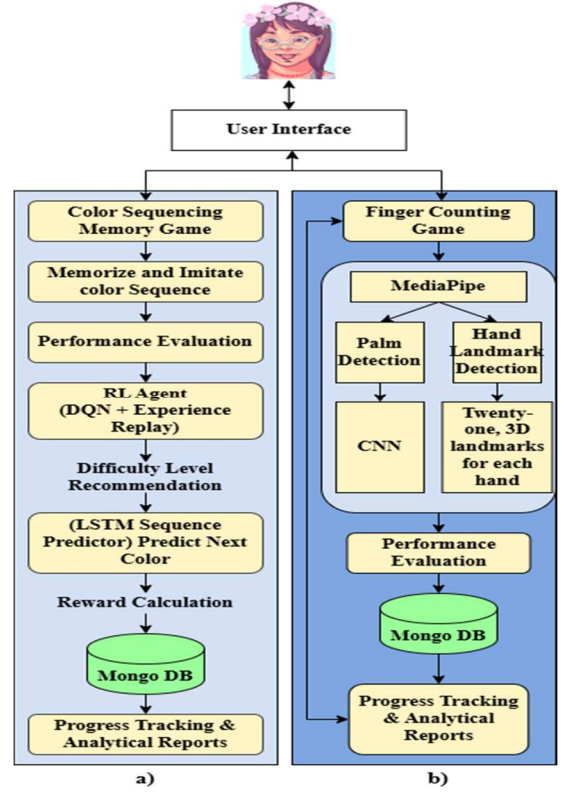 User Interface
Color Sequencing
Memory Game
Memorize and Imitate
color Sequence
Performance Evaluation
RL Agent
(DQN + Experience
Replay)
Difficulty Level
Recommendation
(LSTM Sequence
Predictor) Predict Next
Color
Reward Calculation
Mongo DB
Progress Tracking &
Analytical Reports
a)
Finger Counting
Game
MediaPipe
Palm
Detection
Hand
Landmark
Detection
CNN
Twenty-
one, 3D
landmarks
for each
hand
Performance
Evaluation
Mongo DB
Progress Tracking
& Analytical
Reports
b)